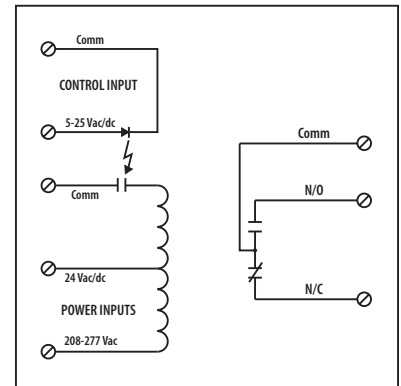 Comm
CONTROL INPUT
5-25 Vac/dc
Comm
24 Vac/dc
POWER INPUTS
208-277 Vac
Comm
N/O
N/C